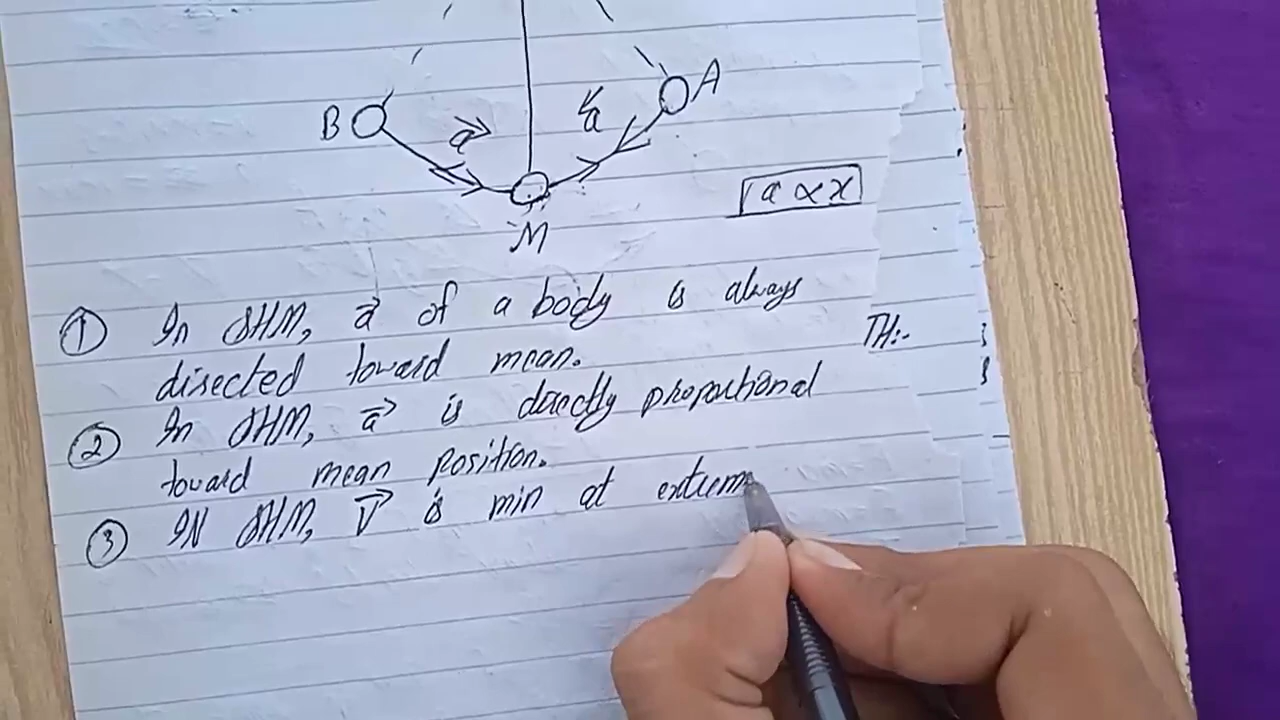 B
a
a
A
M
a ∝ x
① In SHM, a of a body is always
directed toward mean.
TH:-
② In SHM, a is directly proportional
toward mean position.
③ IN SHM, V is min at extrem